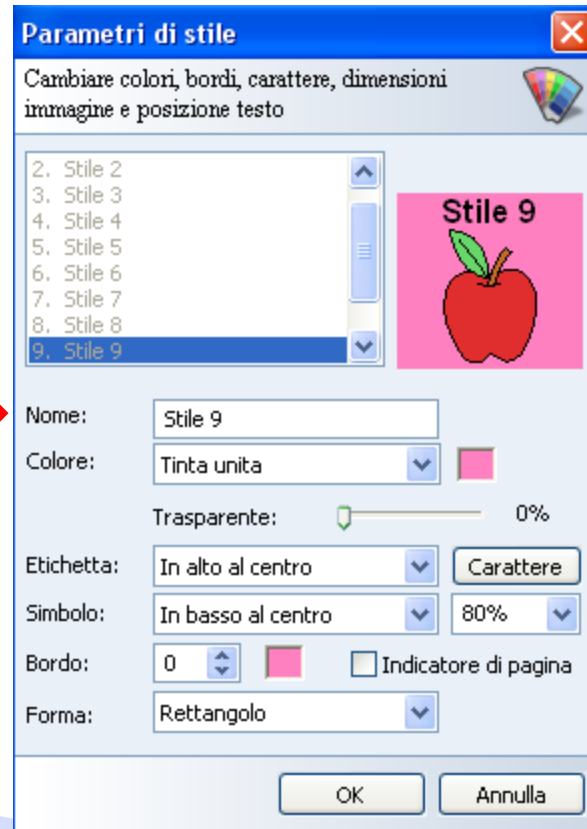 Parametri di stile
Cambiare colori, bordi, carattere, dimensioni
immagine e posizione testo
2. Stile 2
3. Stile 3
4. Stile 4
5. Stile 5
6. Stile 6
7. Stile 7
8. Stile 8
9. Stile 9
Stile 9
Nome: Stile 9
Colore: Tinta unita
Trasparente: 0%
Etichetta: In alto al centro Carattere
Simbolo: In basso al centro 80%
Bordo: 0 Indicatore di pagina
Forma: Rettangolo
OK Annulla